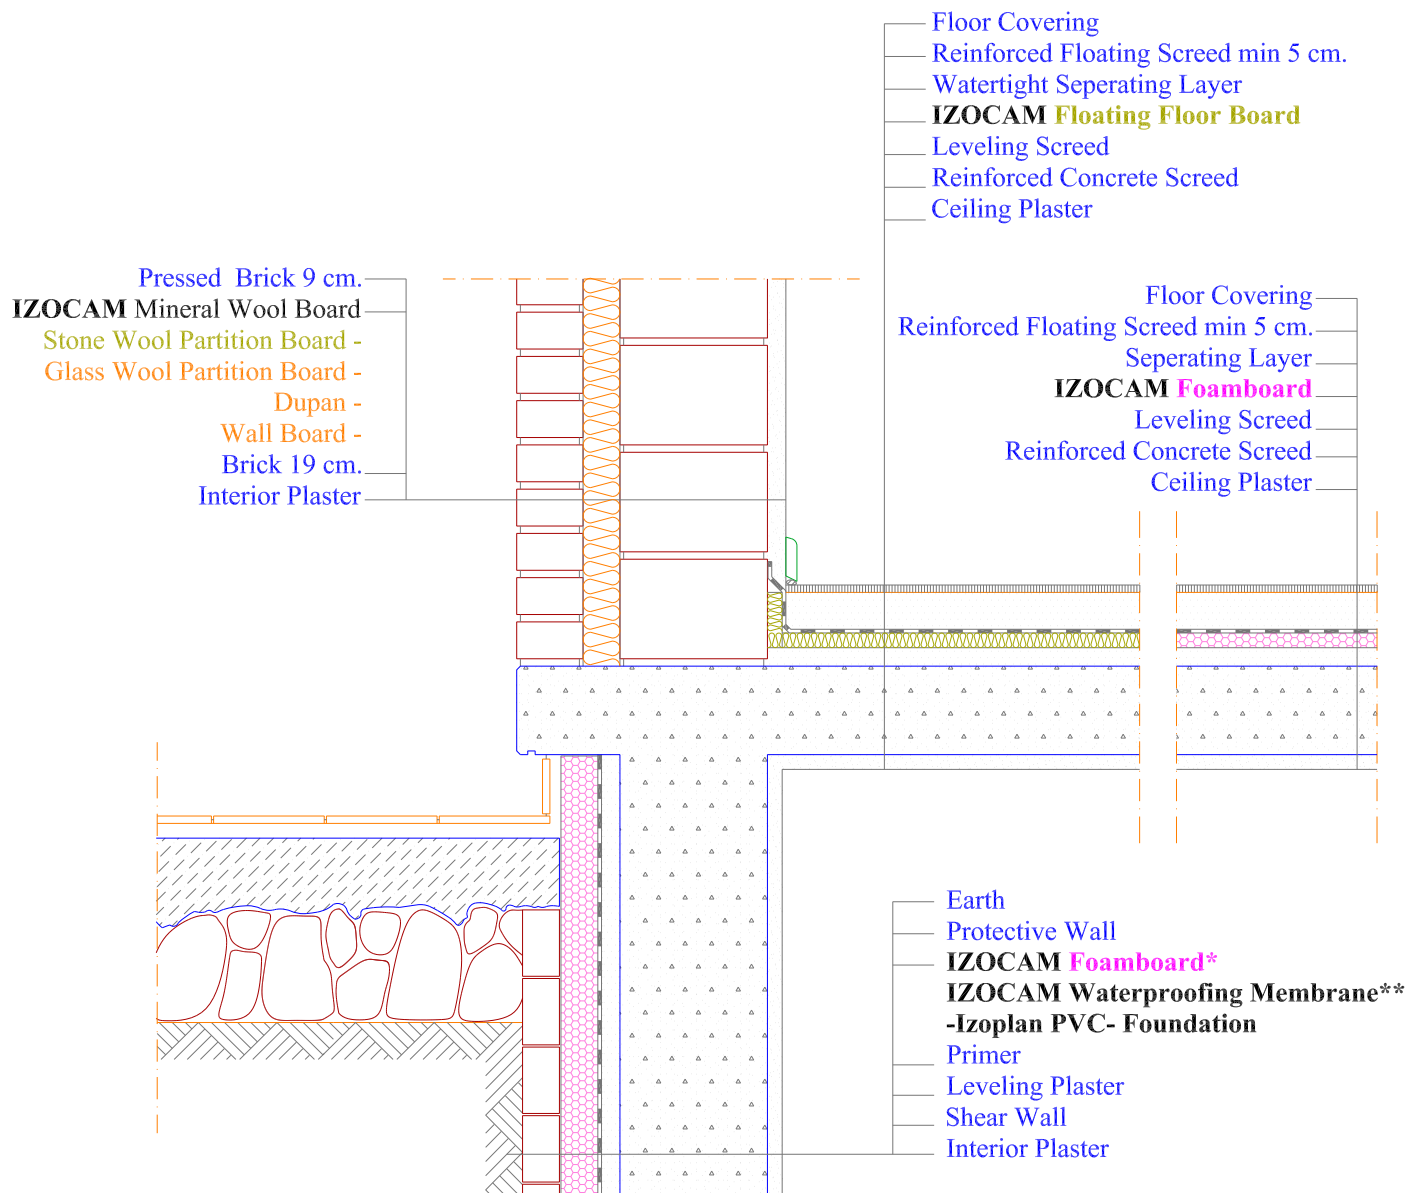 Floor Covering
Reinforced Floating Screed min 5 cm.
Watertight Seperating Layer
IZOCAM Floating Floor Board
Leveling Screed
Reinforced Concrete Screed
Ceiling Plaster
Pressed Brick 9 cm.
IZOCAM Mineral Wool Board
Stone Wool Partition Board -
Glass Wool Partition Board -
Dupan -
Wall Board -
Brick 19 cm.
Interior Plaster
Floor Covering
Reinforced Floating Screed min 5 cm.
Seperating Layer
IZOCAM Foamboard
Leveling Screed
Reinforced Concrete Screed
Ceiling Plaster
Earth
Protective Wall
IZOCAM Foamboard*
IZOCAM Waterproofing Membrane**
-Izoplan PVC- Foundation
Primer
Leveling Plaster
Shear Wall
Interior Plaster